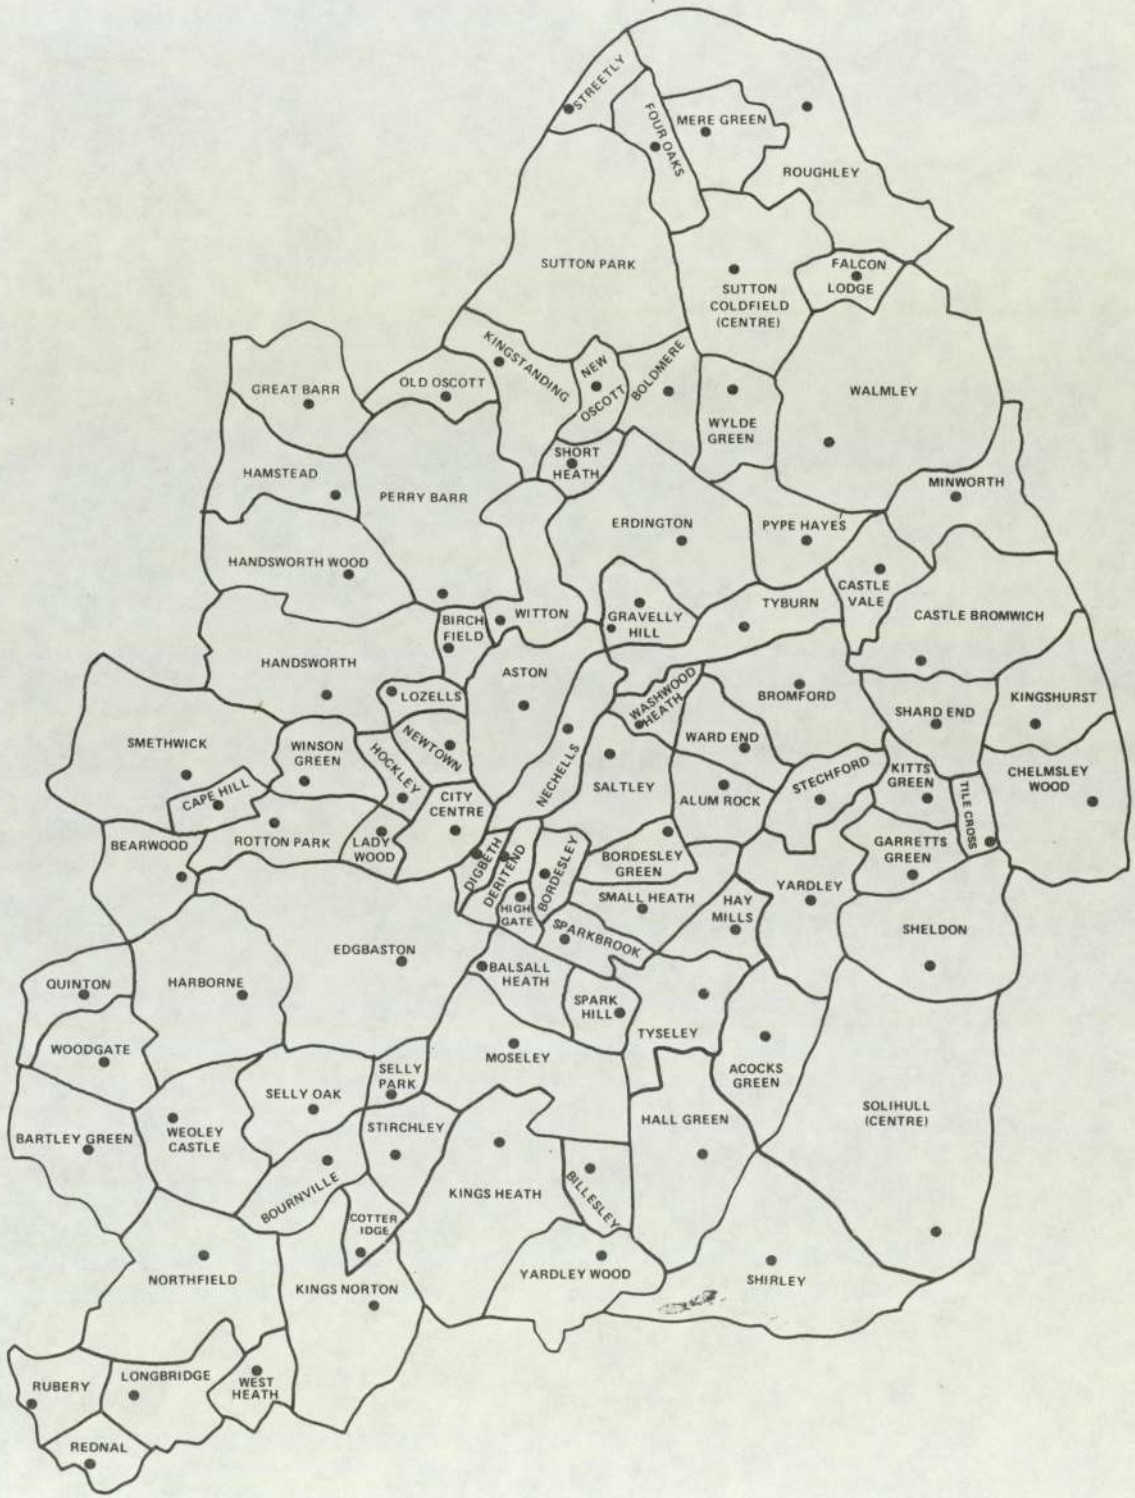 STREETLY
FOUR OAKS
MERE GREEN
ROUGHLEY
SUTTON PARK
SUTTON
COLDFIELD
(CENTRE)
FALCON
LODGE
KINGSTANDING
NEW
OSCOTT
BOLDMERE
OLD OSCOTT
GREAT BARR
WYLDE
GREEN
WALMLEY
HAMSTEAD
SHORT
HEATH
MINWORTH
PERRY BARR
ERDINGTON
PYPE HAYES
HANDSWORTH WOOD
CASTLE
VALE
TYBURN
BIRCH
FIELD
WITTON
GRAVELLY
HILL
CASTLE BROMWICH
HANDSWORTH
LOZELLS
ASTON
WASHWOOD
HEATH
BROMFORD
KINGSHURST
SHARD END
SMETHWICK
WINSON
GREEN
HOCKLEY
NEWTOWN
NECHELLS
WARD END
SALTLEY
ALUM ROCK
STECHFORD
KITTS
GREEN
TILE CROSS
CHELMSLEY
WOOD
CAPE HILL
CITY
CENTRE
BEARWOOD
ROTTON PARK
LADY
WOOD
DIGBETH
DERITEND
BORDESLEY
BORDESLEY
GREEN
GARRETTS
GREEN
HIGH
GATE
SMALL HEATH
HAY
MILLS
YARDLEY
SPARKBROOK
SHELDON
EDGBASTON
QUINTON
HARBORNE
BALSALL
HEATH
SPARK
HILL
TYSELEY
WOODGATE
MOSELEY
SELLY
PARK
ACOCKS
GREEN
SELLY OAK
SOLIHULL
(CENTRE)
BARTLEY GREEN
WEOLEY
CASTLE
STIRCHLEY
HALL GREEN
BOURNVILLE
KINGS HEATH
BILLESLEY
COTTER
IDGE
NORTHFIELD
KINGS NORTON
YARDLEY WOOD
SHIRLEY
RUBERY
LONGBRIDGE
WEST
HEATH
REDNAL